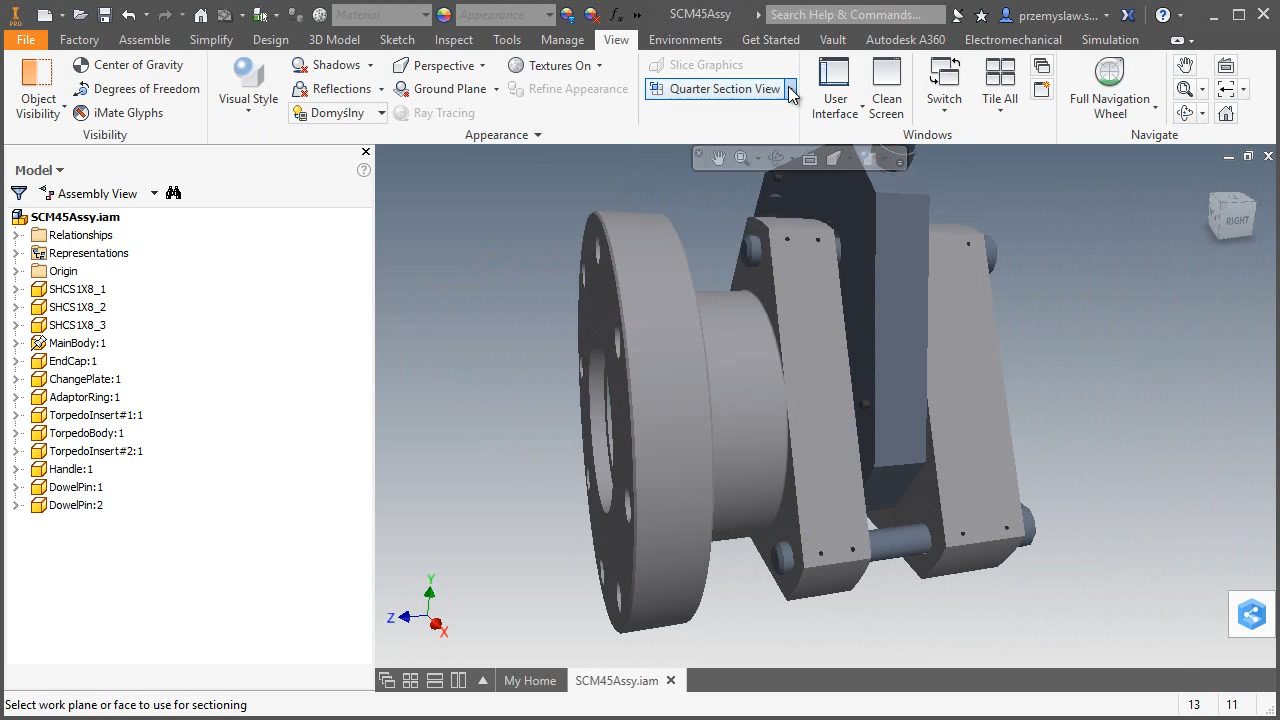 I PRO
Material
Appearance
fx
SCM45Assy
Search Help & Commands...
przemyslaw.s...
File Factory Assemble Simplify Design 3D Model Sketch Inspect Tools Manage View Environments Get Started Vault Autodesk A360 Electromechanical Simulation
Object Visibility
Center of Gravity
Degrees of Freedom
iMate Glyphs
Visibility
Visual Style
Shadows
Reflections
Domyślny
Perspective
Ground Plane
Ray Tracing
Textures On
Refine Appearance
Appearance
Slice Graphics
Quarter Section View
User Interface
Clean Screen
Switch
Tile All
Windows
Full Navigation Wheel
Navigate
Model
Assembly View
SCM45Assy.iam
Relationships
Representations
Origin
SHCS1X8_1
SHCS1X8_2
SHCS1X8_3
MainBody:1
EndCap:1
ChangePlate:1
AdaptorRing:1
TorpedoInsert#1:1
TorpedoBody:1
TorpedoInsert#2:1
Handle:1
DowelPin:1
DowelPin:2
RIGHT
Y
Z
X
My Home
SCM45Assy.iam
Select work plane or face to use for sectioning
13 11